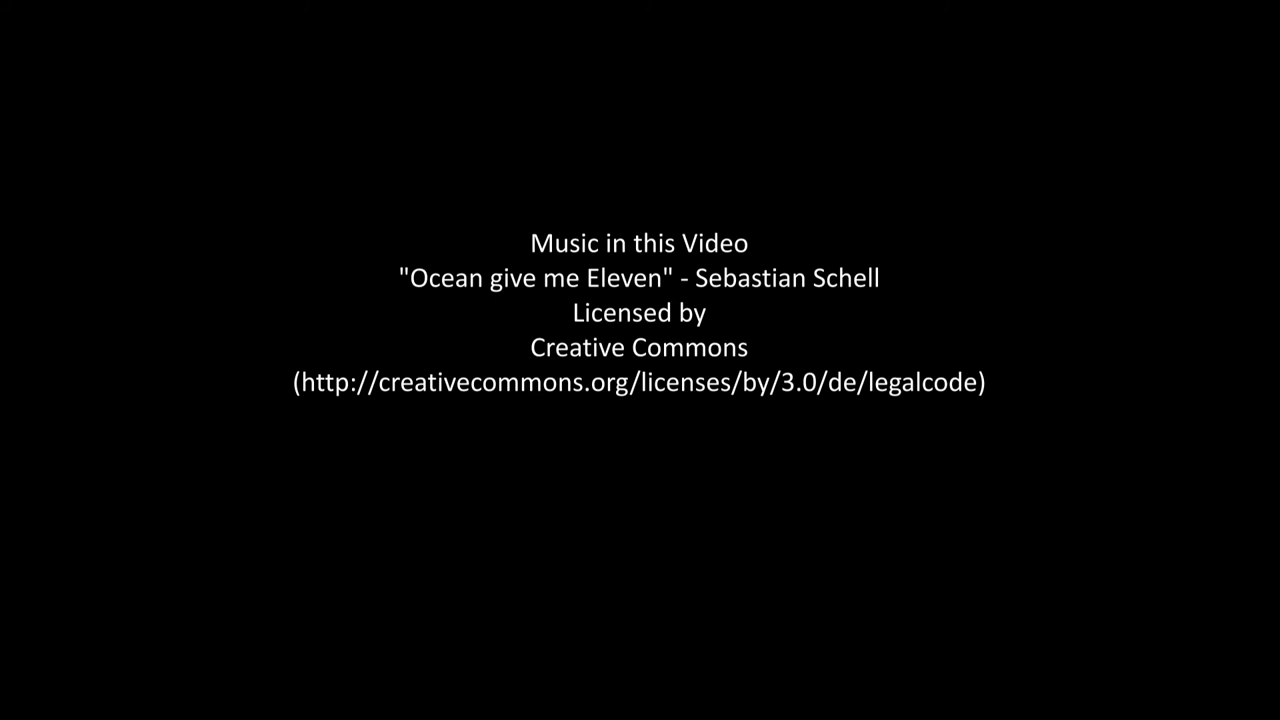 Music in this Video
"Ocean give me Eleven" - Sebastian Schell
Licensed by
Creative Commons
(http://creativecommons.org/licenses/by/3.0/de/legalcode)